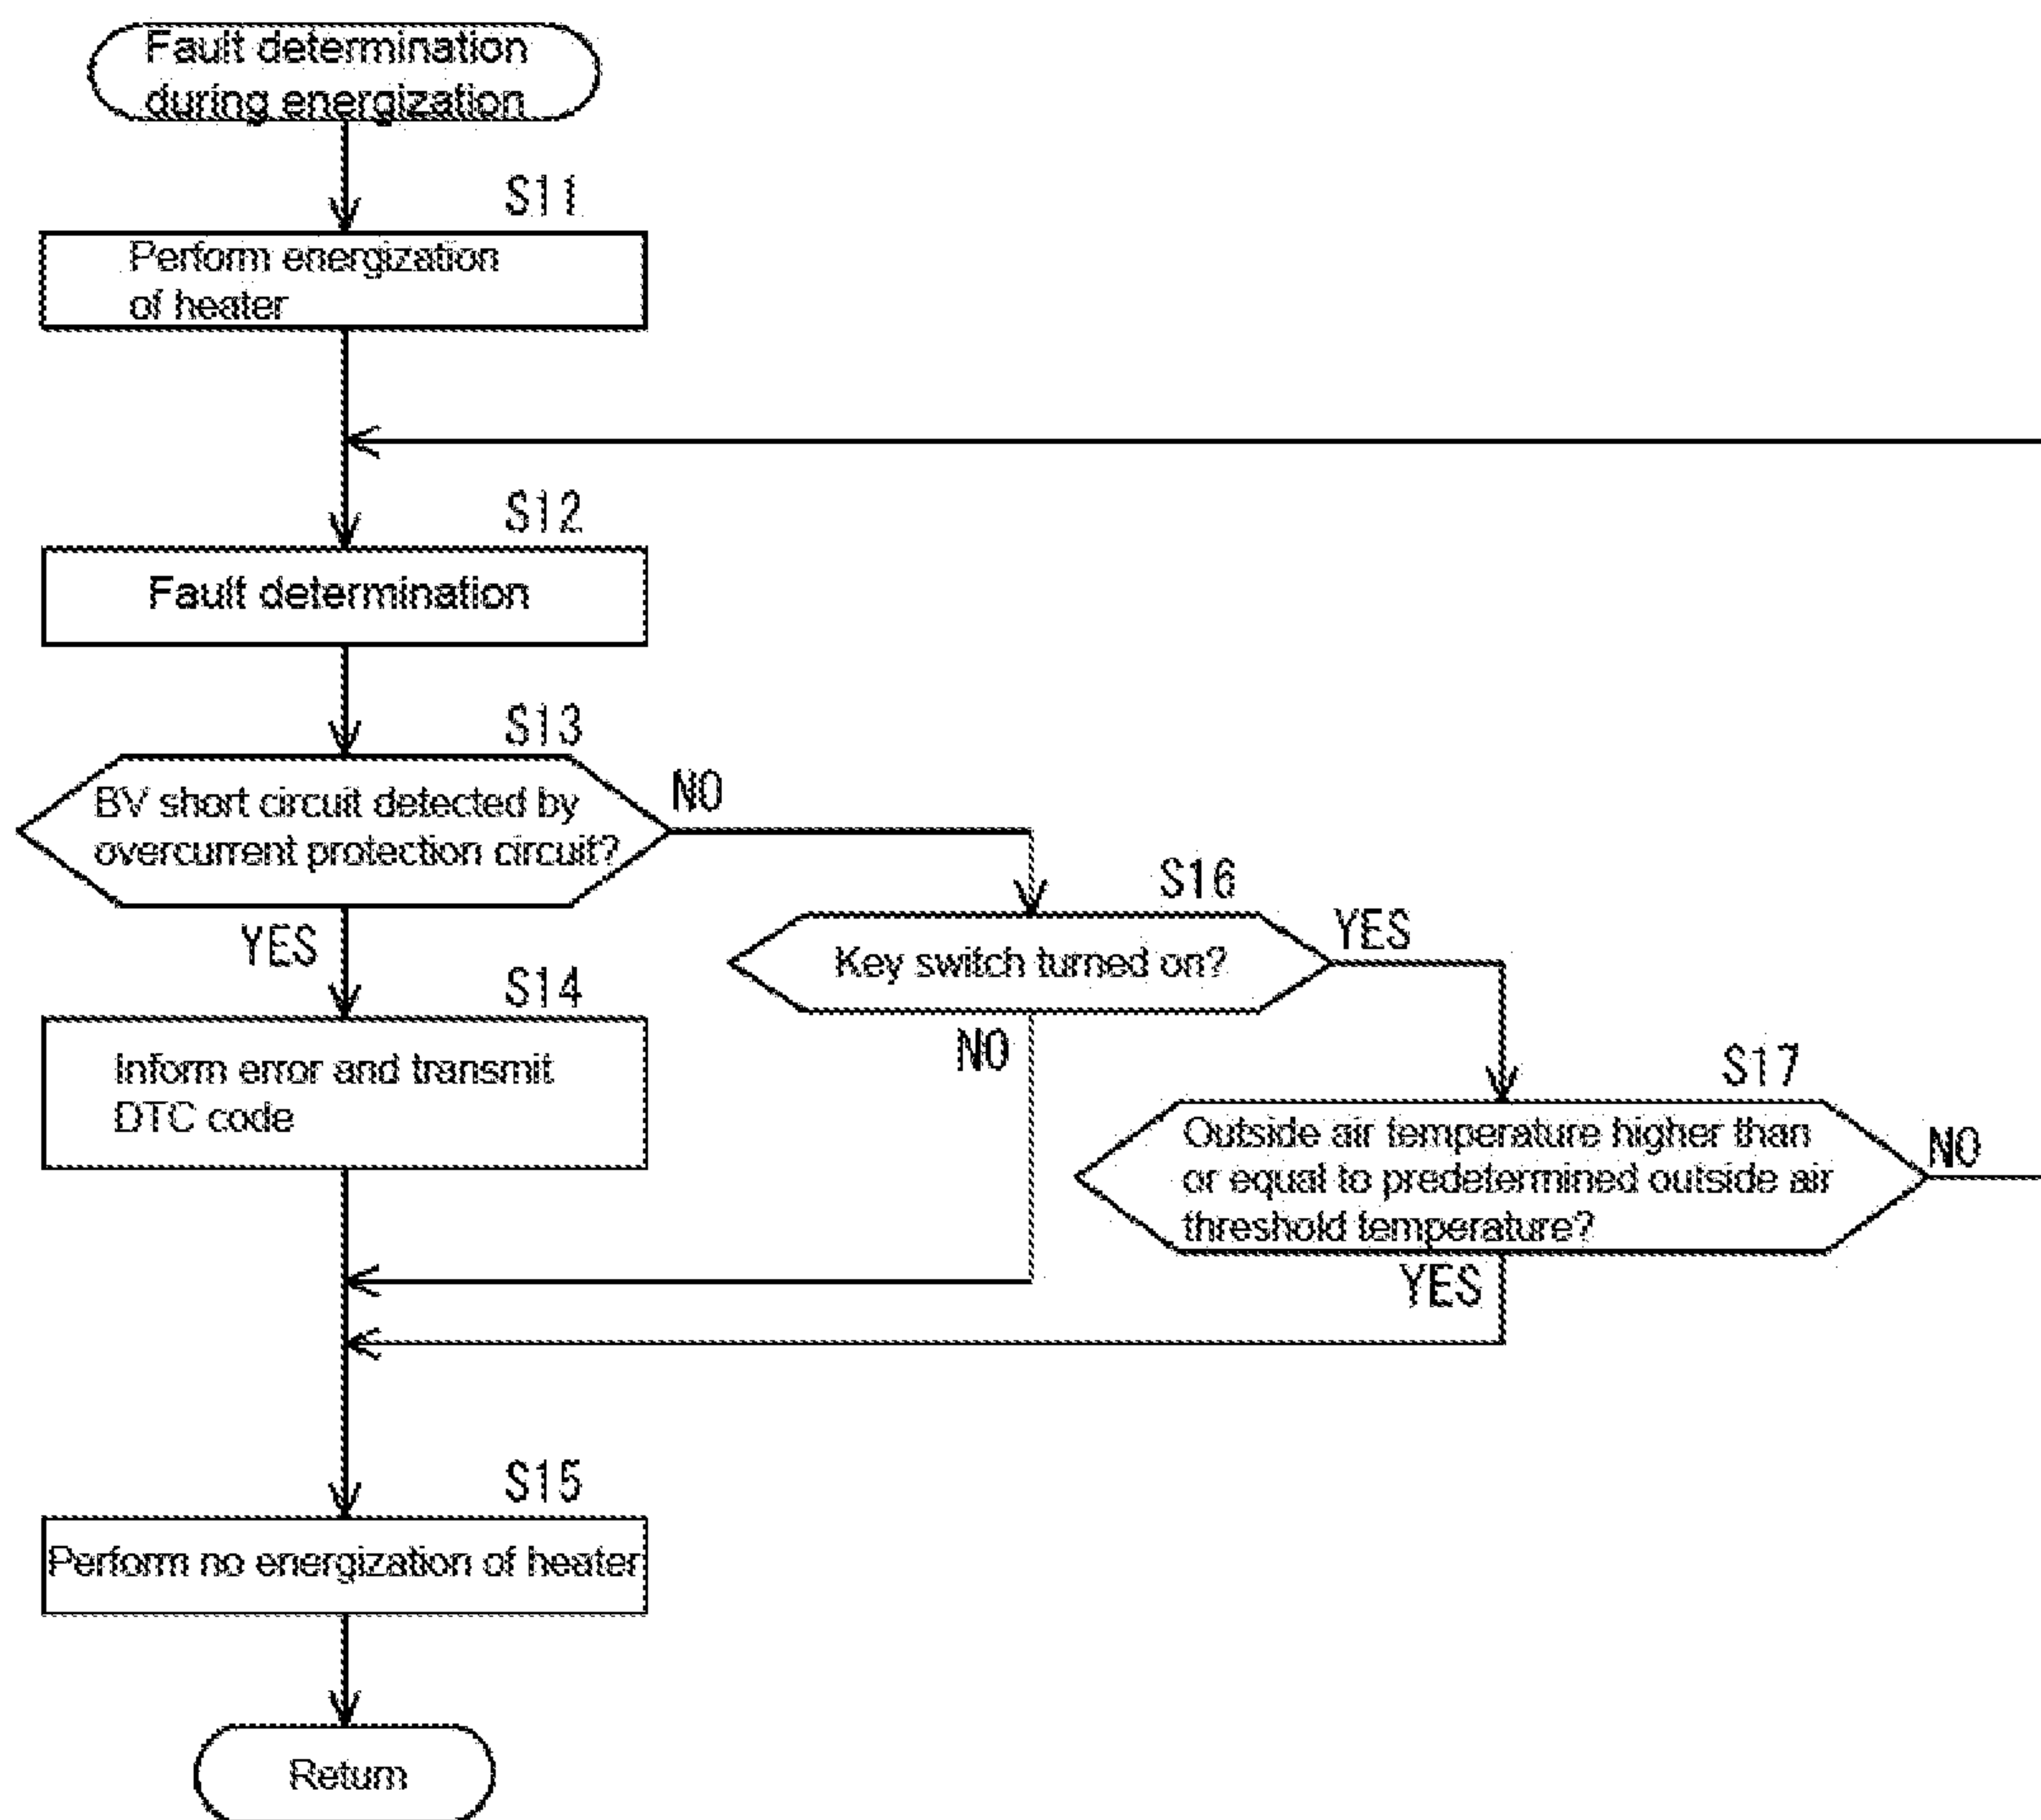 Fault determination
during energization
S11
Perform energization
of heater
S12
Fault determination
S13
BV short circuit detected by
overcurrent protection circuit?
NO
YES
S16
Key switch turned on?
YES
NO
S14
Inform error and transmit
DTC code
S17
Outside air temperature higher than
or equal to predetermined outside air
threshold temperature?
NO
YES
S15
Perform no energization of heater
Return